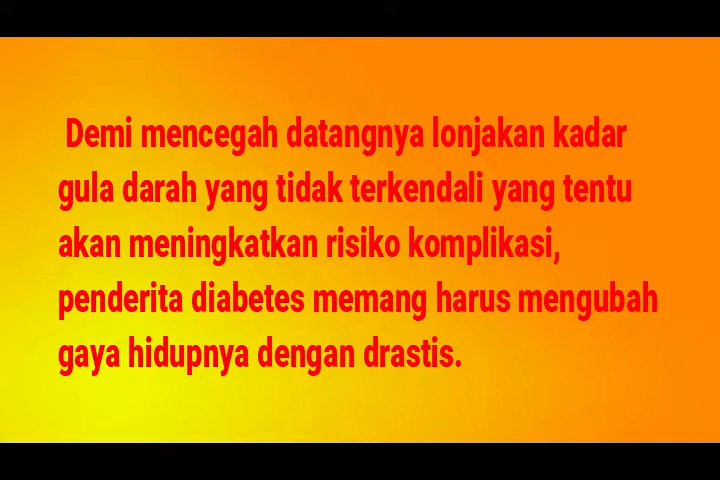 Demi mencegah datangnya lonjakan kadar
gula darah yang tidak terkendali yang tentu
akan meningkatkan risiko komplikasi,
penderita diabetes memang harus mengubah
gaya hidupnya dengan drastis.